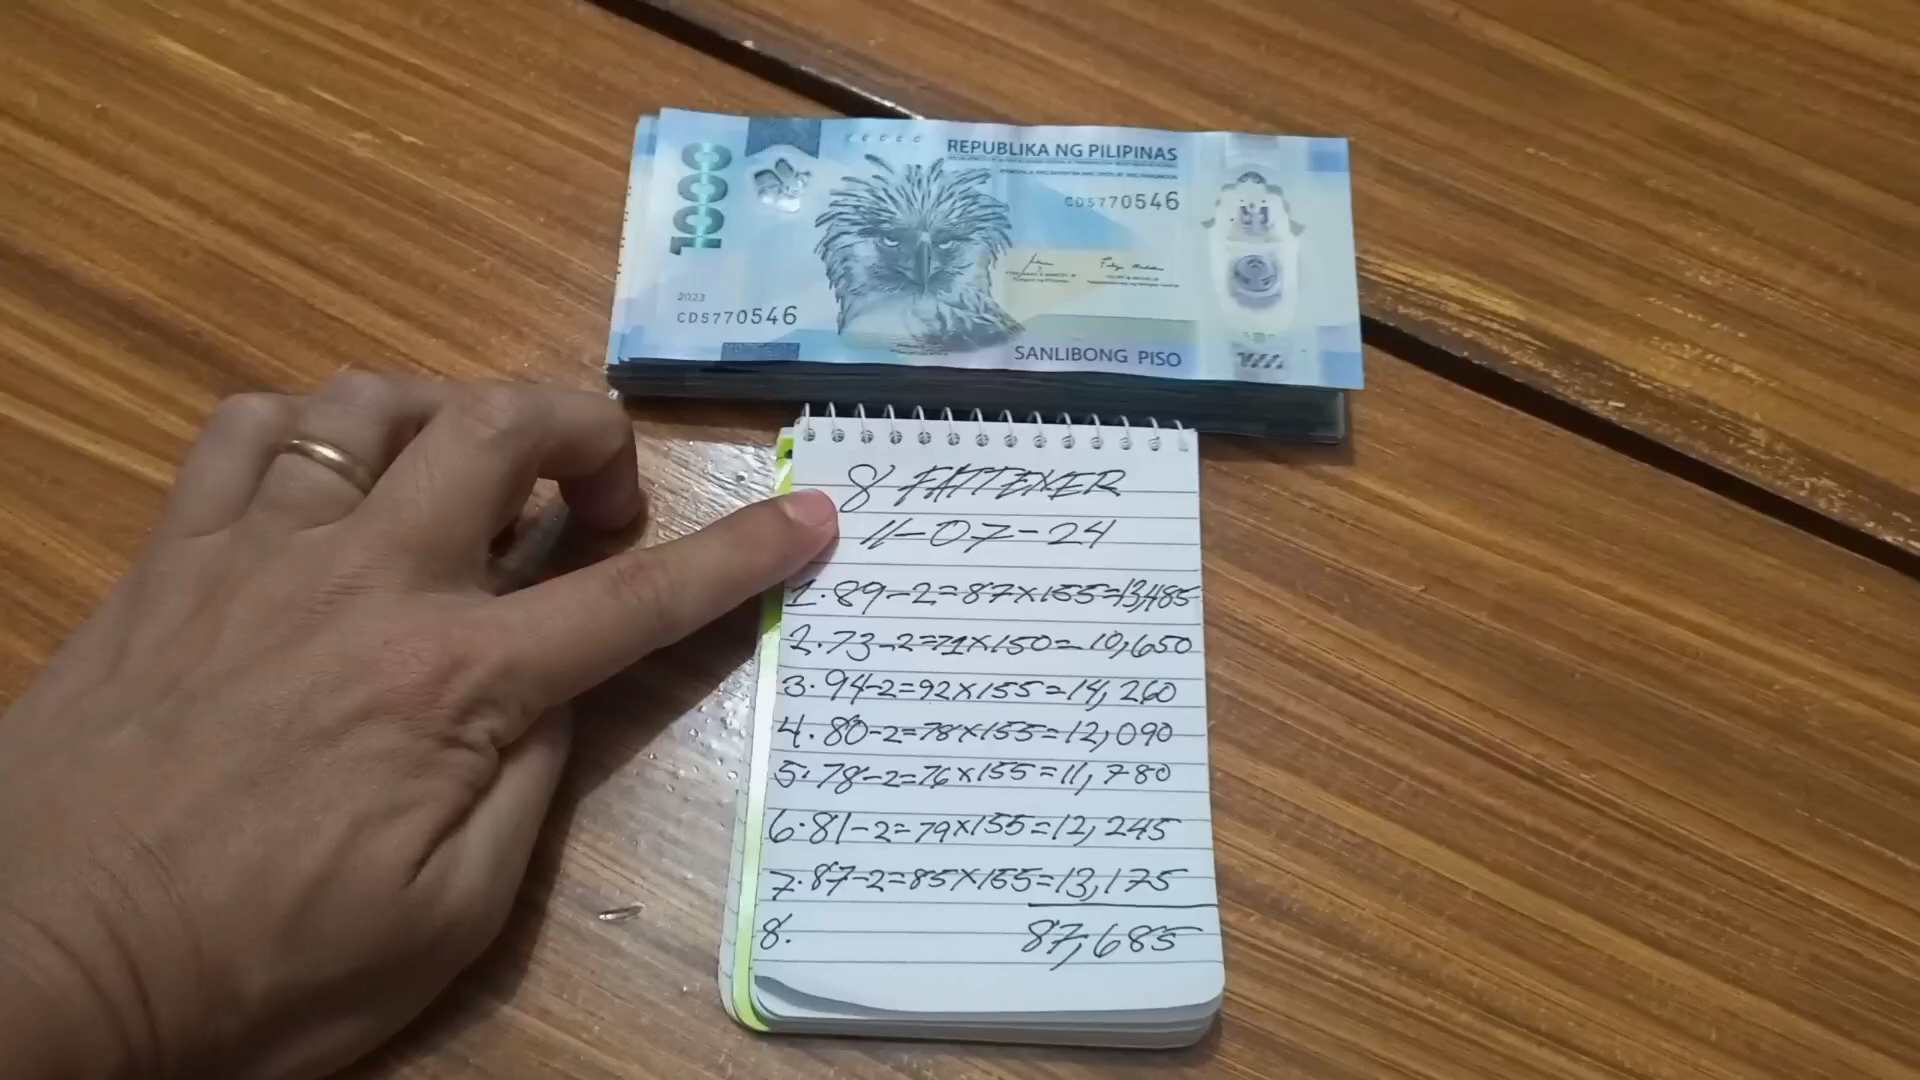 1000
REPUBLIKA NG PILIPINAS
CD5770546
2023
CD5770546
SANLIBONG PISO
8 FATTENER
11-07-24
1. 89-2=87x155=13,485
2. 73-2=71x150=10,650
3. 94-2=92x155=14,260
4. 80-2=78x155=12,090
5. 78-2=76x155=11,780
6. 81-2=79x155=12,245
7. 87-2=85x155=13,175
8. 87,685